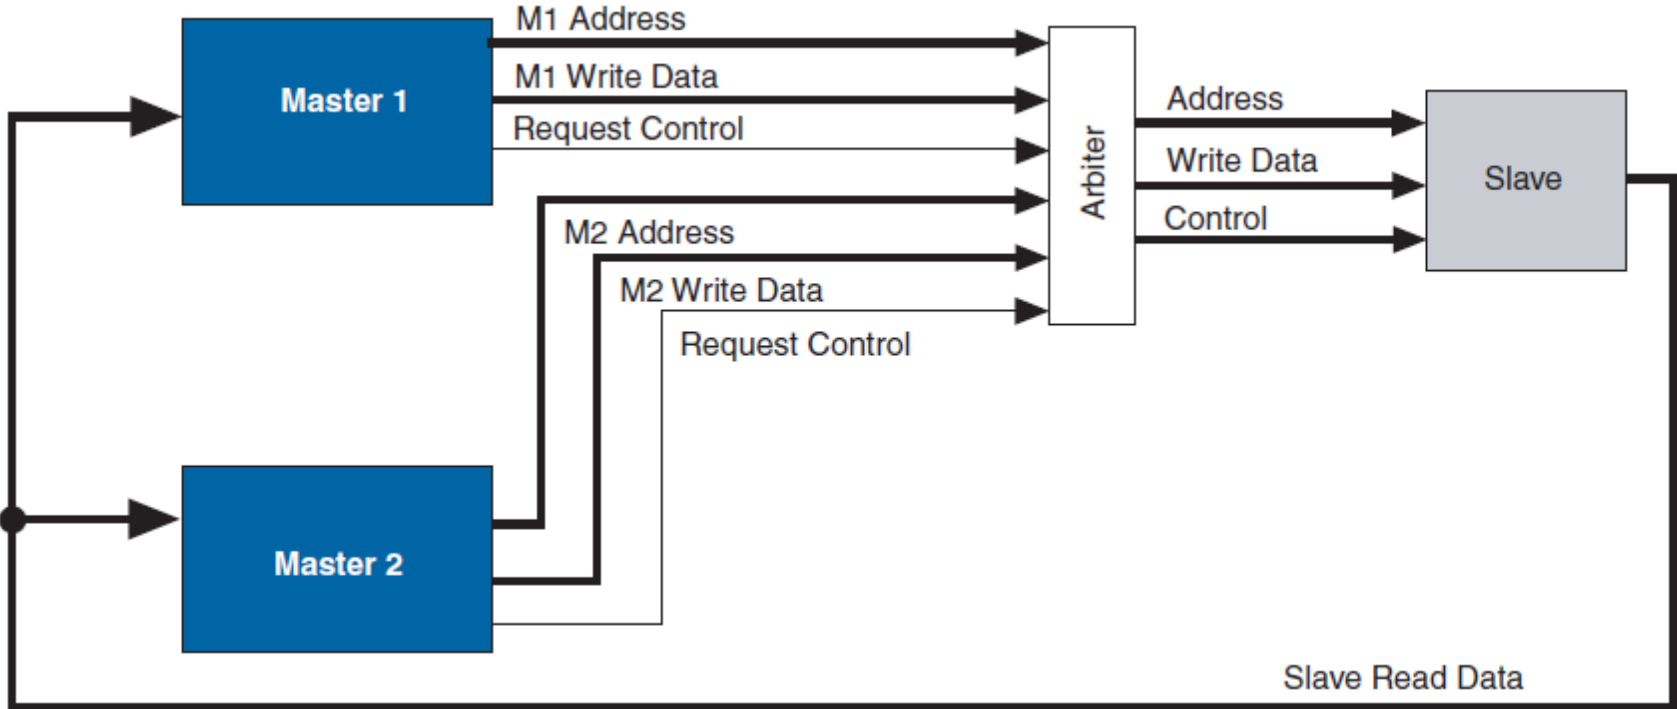 M1 Address
M1 Write Data
Master 1
Request Control
Arbiter
Address
Write Data
Slave
Control
M2 Address
M2 Write Data
Request Control
Master 2
Slave Read Data